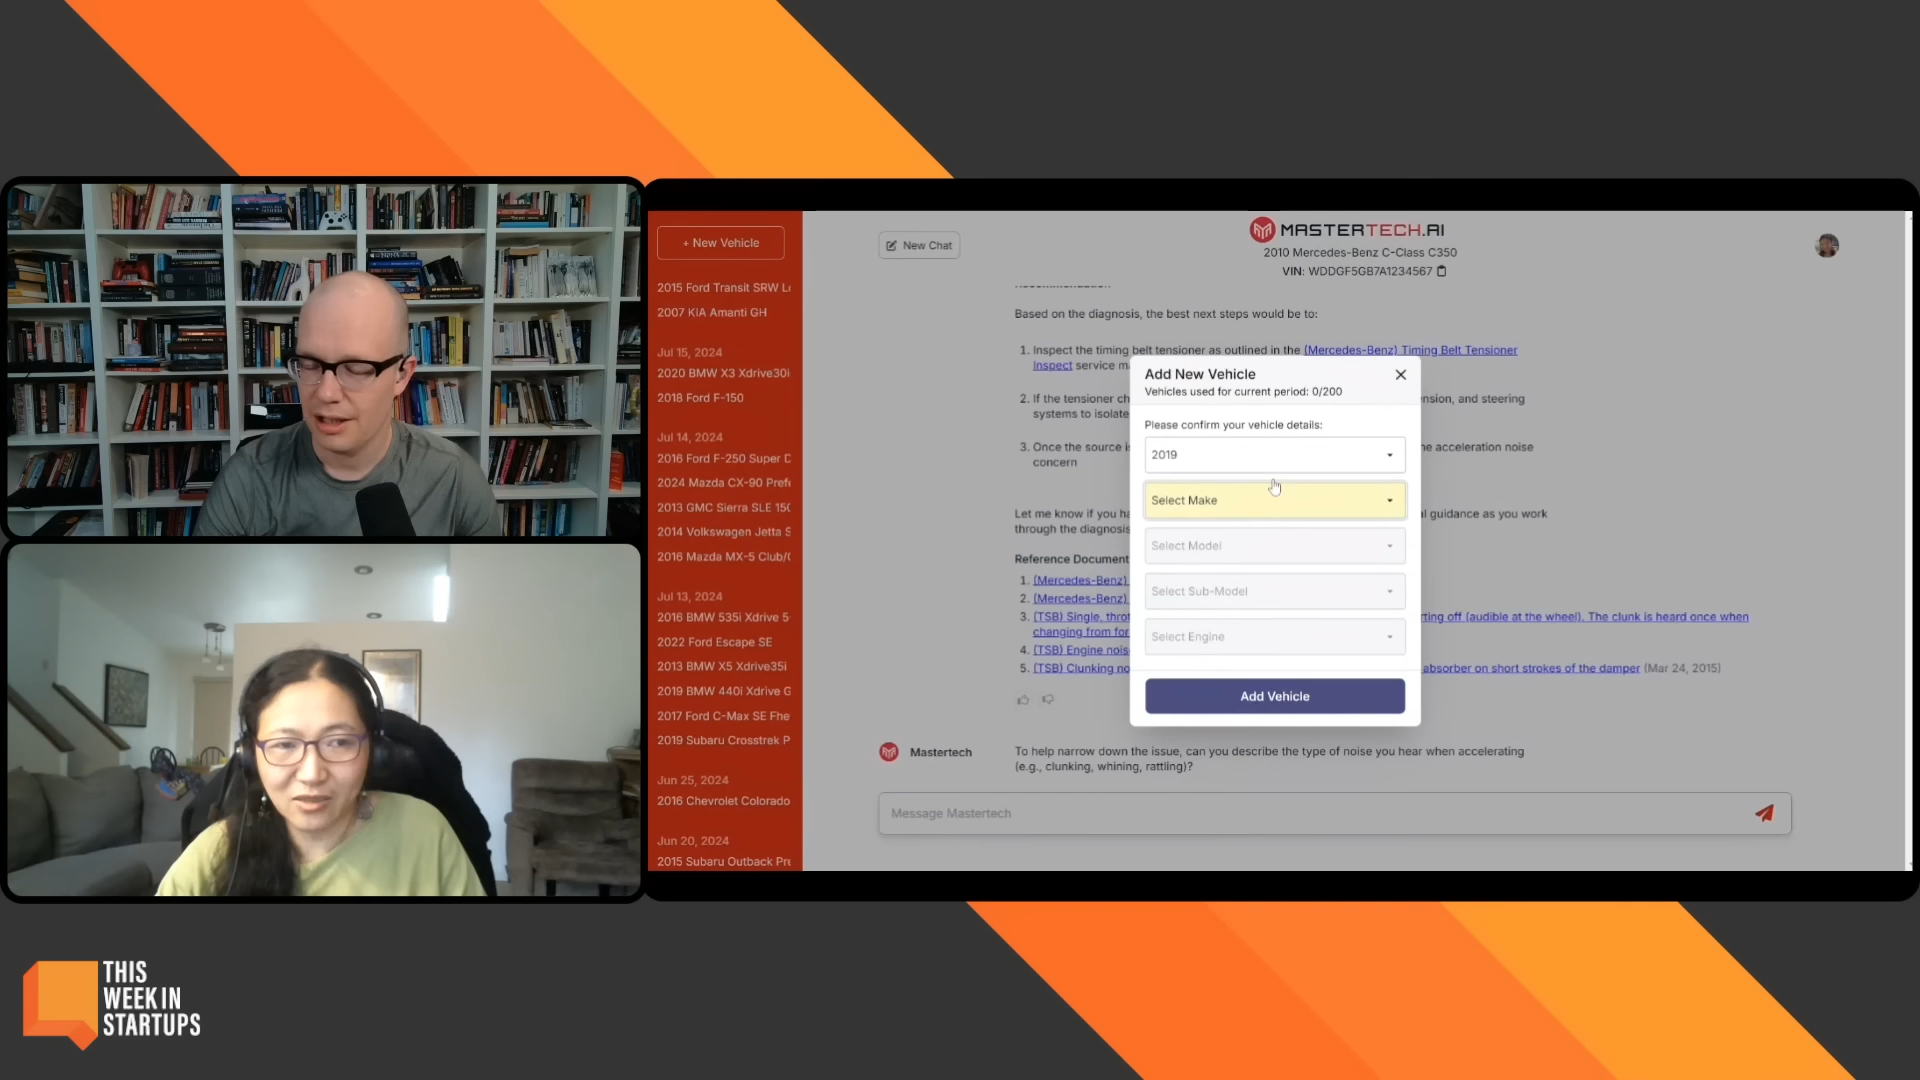 + New Vehicle
2015 Ford Transit SRW L
2007 KIA Amanti GH
Jul 15, 2024
2020 BMW X3 Xdrive30i
2018 Ford F-150
Jul 14, 2024
2016 Ford F-250 Super D
2024 Mazda CX-90 Pref
2013 GMC Sierra SLE 150
2014 Volkswagen Jetta S
2016 Mazda MX-5 Club/
Jul 13, 2024
2016 BMW 535i Xdrive 5
2022 Ford Escape SE
2013 BMW X5 Xdrive35i
2019 BMW 440i Xdrive G
2017 Ford C-Max SE Fhe
2019 Subaru Crosstrek P
Jun 25, 2024
2016 Chevrolet Colorado
Jun 20, 2024
2015 Subaru Outback Pre
New Chat
MASTERTECH.AI
2010 Mercedes-Benz C-Class C350
VIN: WDDGF5GB7A1234567
Based on the diagnosis, the best next steps would be to:
1. Inspect the timing belt tensioner as outlined in the (Mercedes-Benz) Timing Belt Tensioner
Inspect service m
2. If the tensioner ch nsion, and steering
systems to isolate
3. Once the source i he acceleration noise
concern
Let me know if you ha l guidance as you work
through the diagnosis
Reference Document
1. (Mercedes-Benz)
2. (Mercedes-Benz)
3. (TSB) Single, thro rting off (audible at the wheel). The clunk is heard once when
changing from for
4. (TSB) Engine nois
5. (TSB) Clunking no absorber on short strokes of the damper (Mar 24, 2015)
Add New Vehicle
Vehicles used for current period: 0/200
Please confirm your vehicle details:
2019
Select Make
Select Model
Select Sub-Model
Select Engine
Add Vehicle
Mastertech
To help narrow down the issue, can you describe the type of noise you hear when accelerating
(e.g., clunking, whining, rattling)?
Message Mastertech
THIS
WEEK IN
STARTUPS